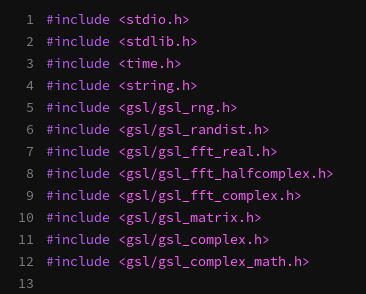 1 #include <stdio.h>
2 #include <stdlib.h>
3 #include <time.h>
4 #include <string.h>
5 #include <gsl/gsl_rng.h>
6 #include <gsl/gsl_randist.h>
7 #include <gsl/gsl_fft_real.h>
8 #include <gsl/gsl_fft_halfcomplex.h>
9 #include <gsl/gsl_fft_complex.h>
10 #include <gsl/gsl_matrix.h>
11 #include <gsl/gsl_complex.h>
12 #include <gsl/gsl_complex_math.h>
13